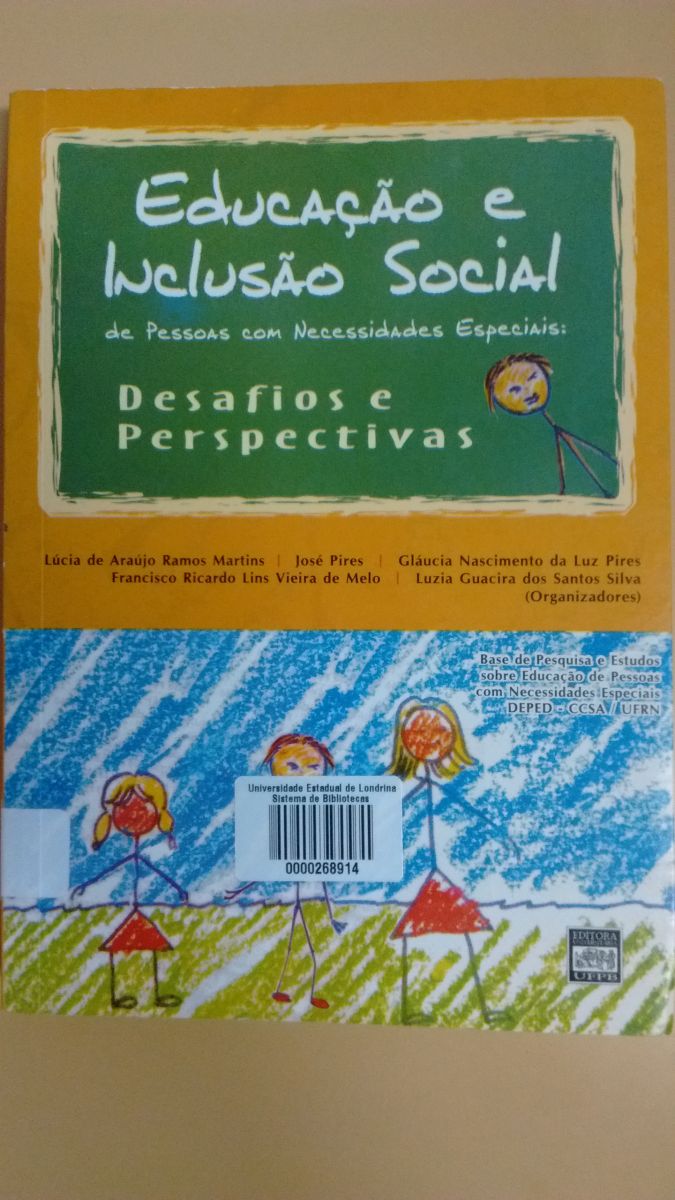 Educação e
Inclusão Social
de Pessoas com Necessidades Especiais:
Desafios e
Perspectivas
Lúcia de Araújo Ramos Martins | José Pires | Gláucia Nascimento da Luz Pires
Francisco Ricardo Lins Vieira de Melo | Luzia Guacira dos Santos Silva
(Organizadores)
Base de Pesquisa e Estudos
sobre Educação de Pessoas
com Necessidades Especiais
DEPED - CCSA / UFRN
Universidade Estadual de Londrina
Sistema de Bibliotecas
0000268914
EDITORA
UNIVERSITÁRIA
UFPB